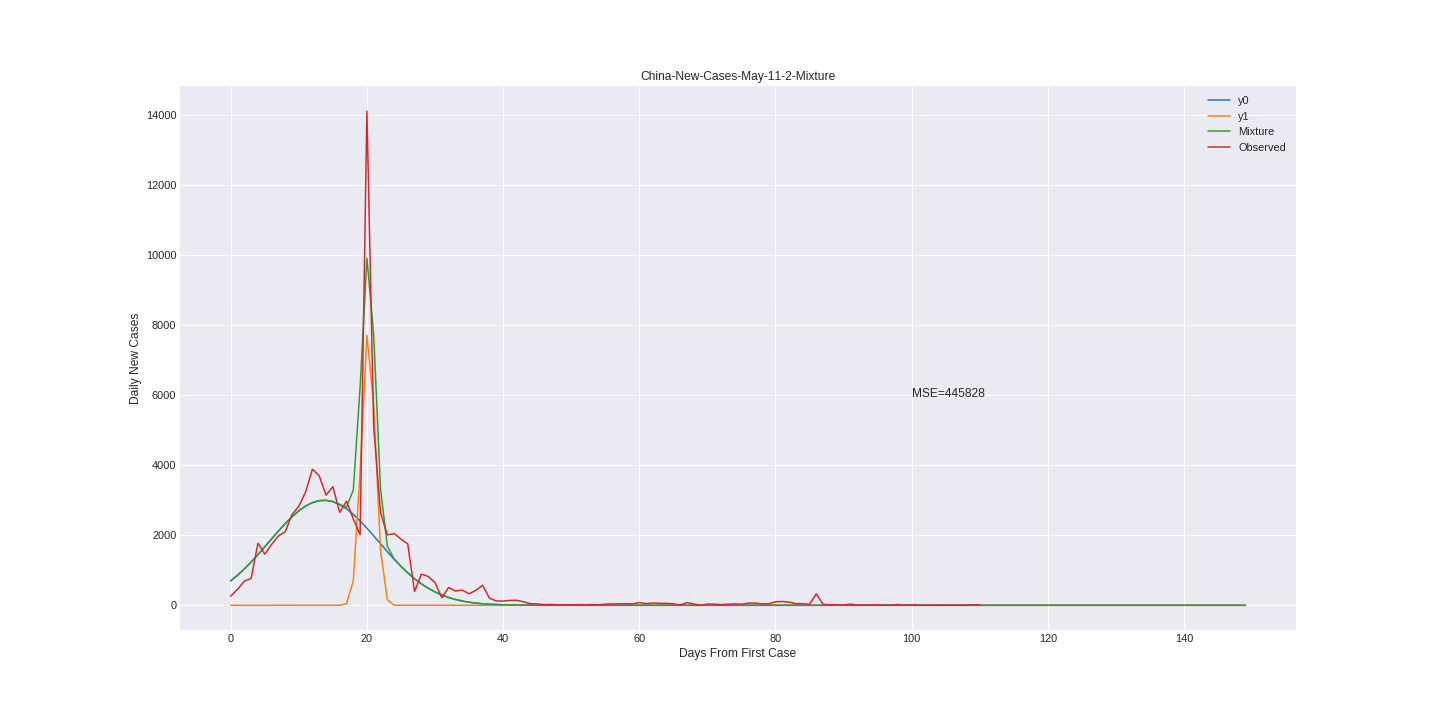 China-New-Cases-May-11-2-Mixture
y0
y1
Mixture
Observed
14000
12000
10000
8000
6000
4000
2000
0
Daily New Cases
MSE=445828
0 20 40 60 80 100 120 140
Days From First Case